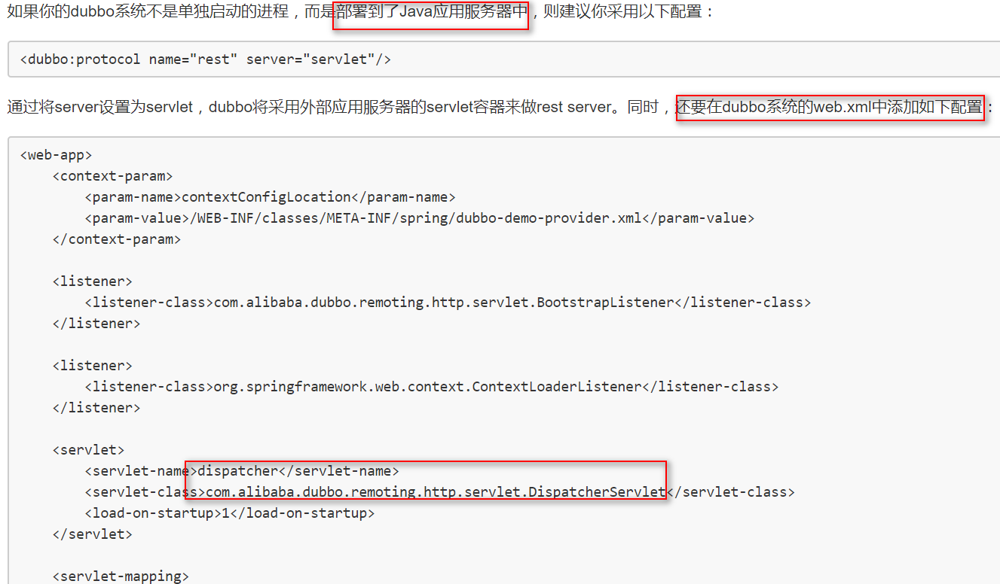 如果你的dubbo系统不是单独启动的进程，而是部署到了Java应用服务器中，则建议你采用以下配置：
<dubbo:protocol name="rest" server="servlet"/>
通过将server设置为servlet，dubbo将采用外部应用服务器的servlet容器来做rest server。同时，还要在dubbo系统的web.xml中添加如下配置：
<web-app>
    <context-param>
        <param-name>contextConfigLocation</param-name>
        <param-value>/WEB-INF/classes/META-INF/spring/dubbo-demo-provider.xml</param-value>
    </context-param>
    <listener>
        <listener-class>com.alibaba.dubbo.remoting.http.servlet.BootstrapListener</listener-class>
    </listener>
    <listener>
        <listener-class>org.springframework.web.context.ContextLoaderListener</listener-class>
    </listener>
    <servlet>
        <servlet-name>dispatcher</servlet-name>
        <servlet-class>com.alibaba.dubbo.remoting.http.servlet.DispatcherServlet</servlet-class>
        <load-on-startup>1</load-on-startup>
    </servlet>
    <servlet-mapping>